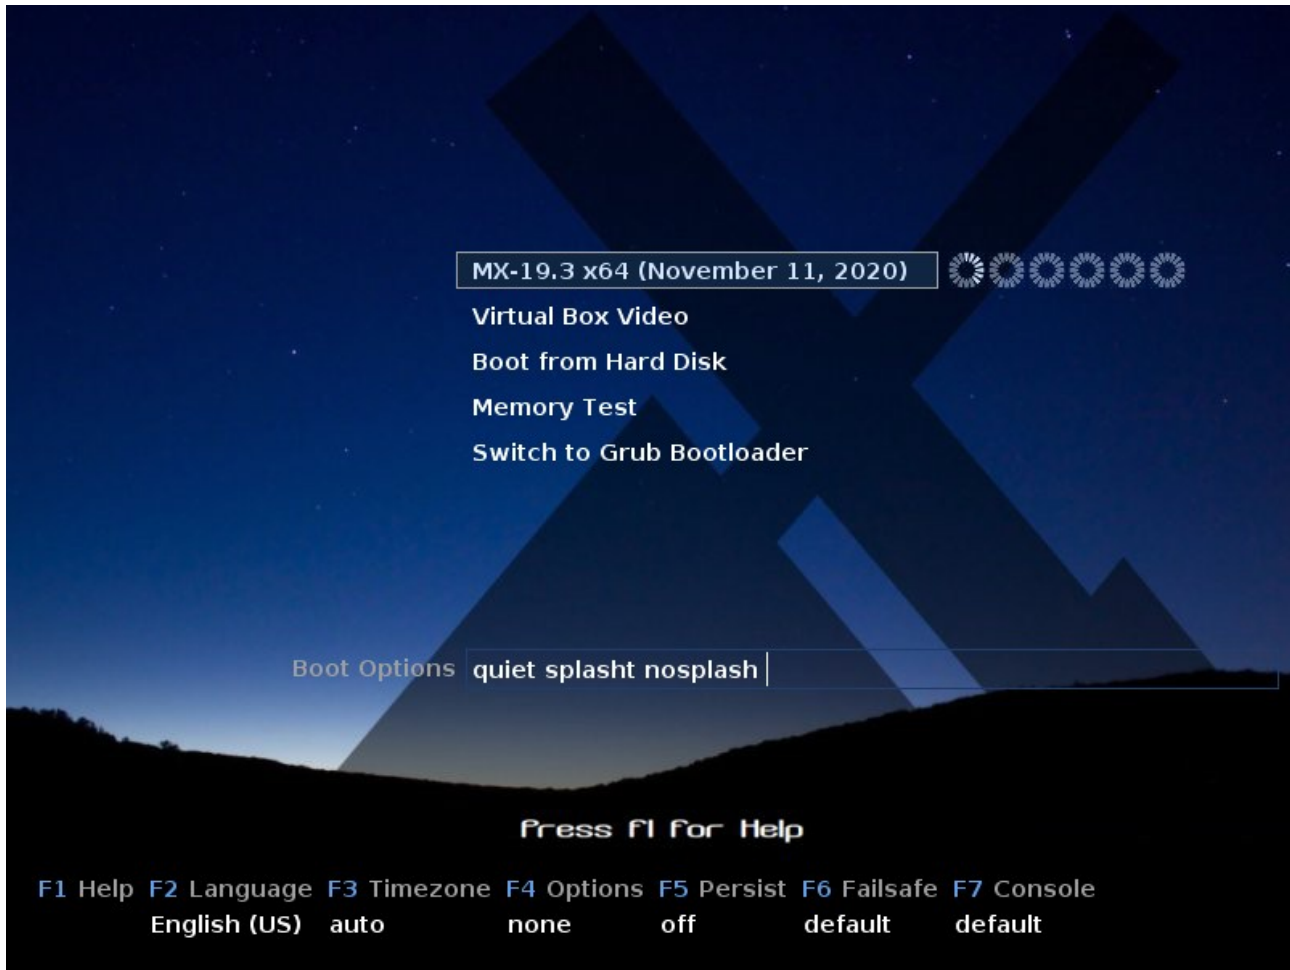 MX-19.3 x64 (November 11, 2020)
Virtual Box Video
Boot from Hard Disk
Memory Test
Switch to Grub Bootloader
Boot Options quiet splasht nosplash
Press F1 for Help
F1 Help F2 Language F3 Timezone F4 Options F5 Persist F6 Failsafe F7 Console
English (US) auto none off default default